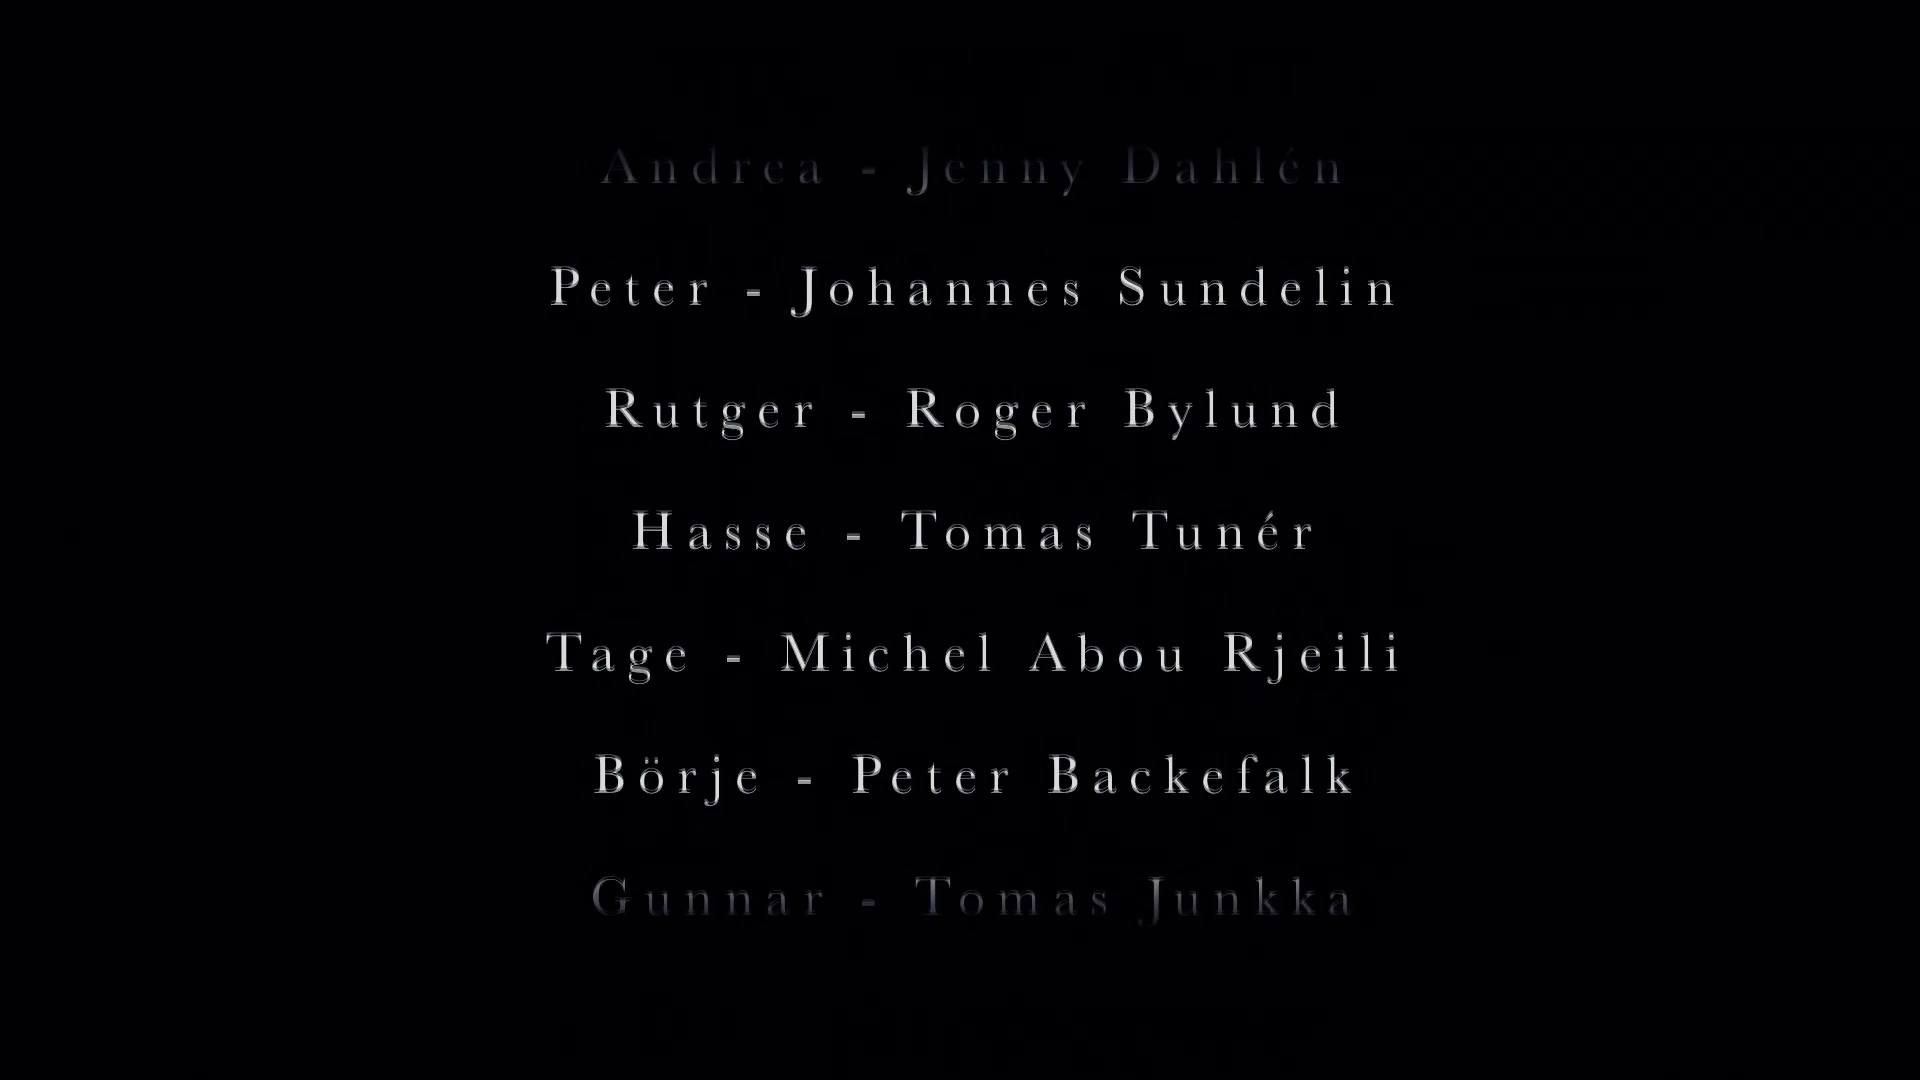 Andrea - Jenny Dahlén
Peter - Johannes Sundelin
Rutger - Roger Bylund
Hasse - Tomas Tunér
Tage - Michel Abou Rjeili
Börje - Peter Backefalk
Gunnar - Tomas Junkka